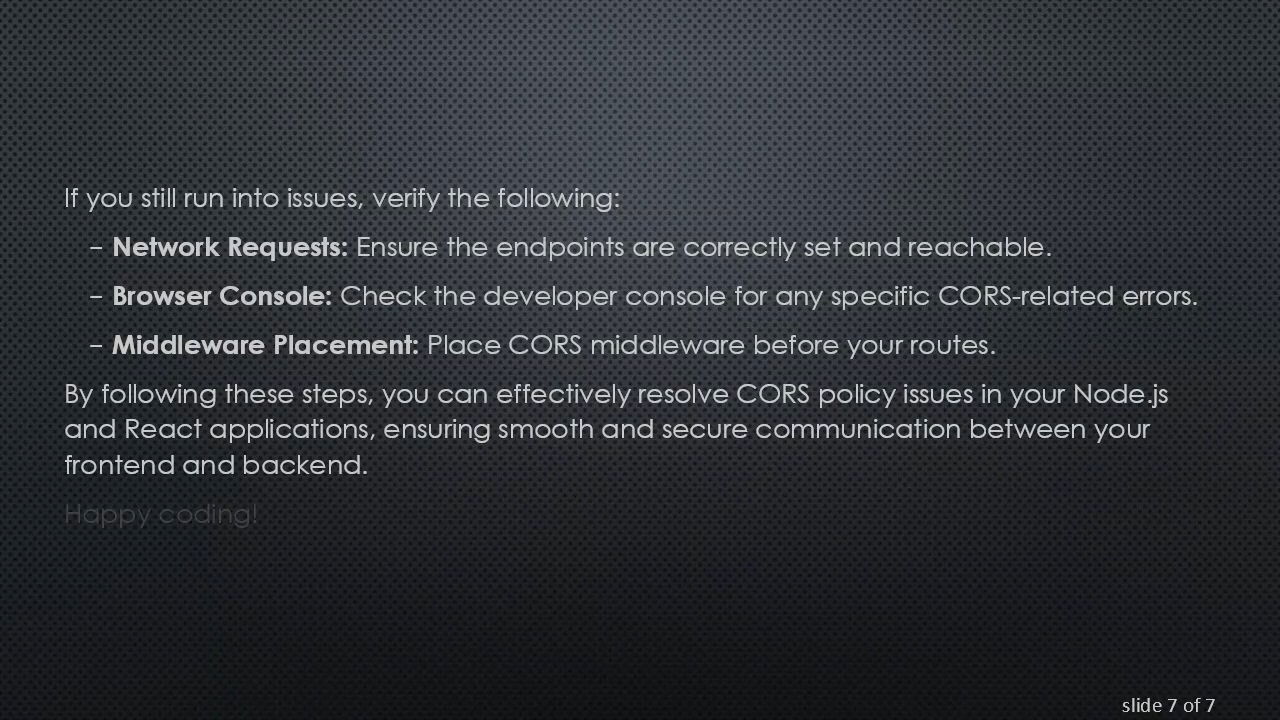 If you still run into issues, verify the following:
– Network Requests: Ensure the endpoints are correctly set and reachable.
– Browser Console: Check the developer console for any specific CORS-related errors.
– Middleware Placement: Place CORS middleware before your routes.
By following these steps, you can effectively resolve CORS policy issues in your Node.js
and React applications, ensuring smooth and secure communication between your
frontend and backend.
Happy coding!
slide 7 of 7